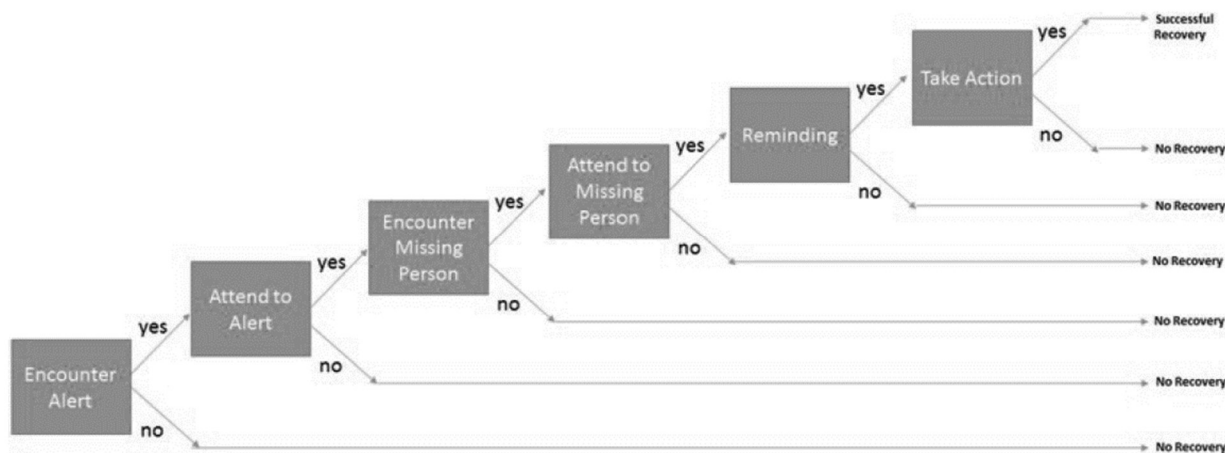 yes
Successful
Recovery
Take Action
yes
no
No Recovery
Reminding
yes
no
No Recovery
Attend to
Missing
Person
yes
no
No Recovery
Encounter
Missing
Person
yes
no
No Recovery
Attend to
Alert
yes
no
No Recovery
Encounter
Alert
yes
no
No Recovery